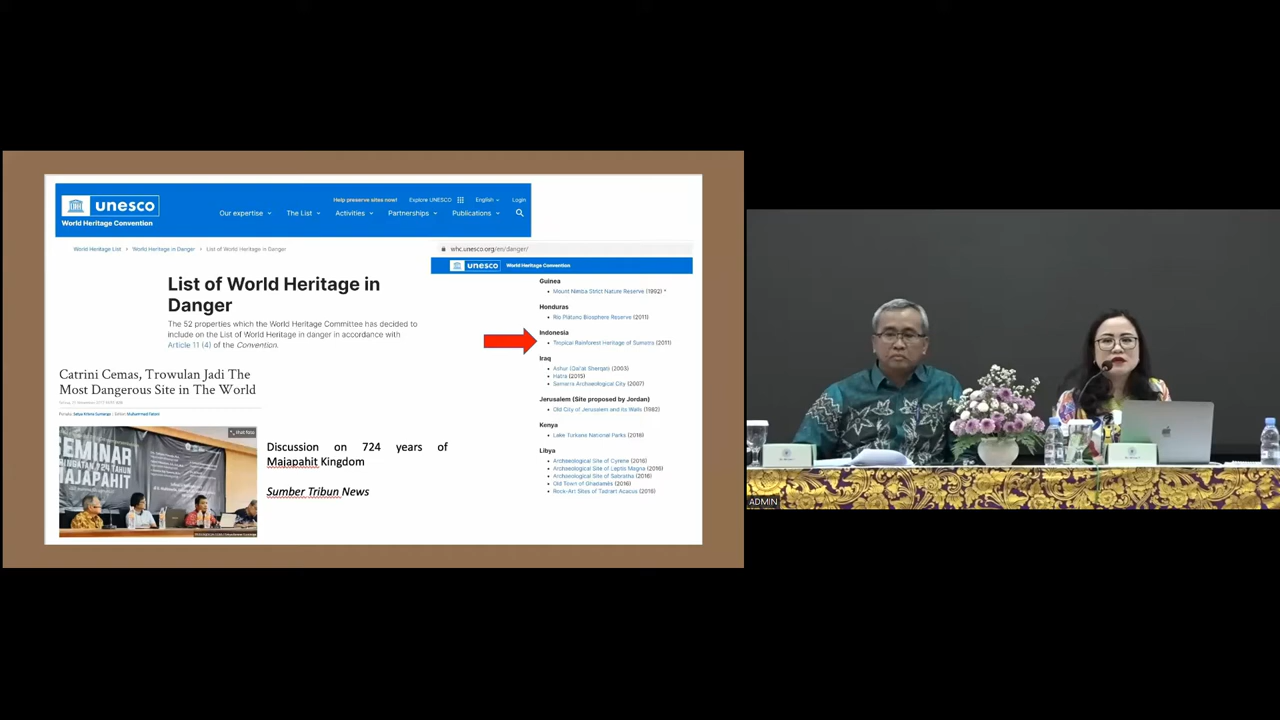 unesco
World Heritage Convention
Help preserve sites now!
Explore UNESCO
English
Login
Our expertise
The List
Activities
Partnerships
Publications
World Heritage List > World Heritage in Danger > List of World Heritage in Danger
List of World Heritage in
Danger
The 52 properties which the World Heritage Committee has decided to
include on the List of World Heritage in danger in accordance with
Article 11 (4) of the Convention.
Catrini Cemas, Trowulan Jadi The
Most Dangerous Site in The World
SEMINAR
MAJAPAHIT
Discussion on 724 years of
Majapahit Kingdom
Sumber Tribun News
whc.unesco.org/en/danger/
unesco World Heritage Convention
Guinea
Mount Nimba Strict Nature Reserve (1992) *
Honduras
Río Plátano Biosphere Reserve (2011)
Indonesia
Tropical Rainforest Heritage of Sumatra (2011)
Iraq
Ashur (Qal'at Sherqat) (2003)
Hatra (2015)
Samarra Archaeological City (2007)
Jerusalem (Site proposed by Jordan)
Old City of Jerusalem and its Walls (1982)
Kenya
Lake Turkana National Parks (2018)
Libya
Archaeological Site of Cyrene (2016)
Archaeological Site of Leptis Magna (2016)
Archaeological Site of Sabratha (2016)
Old Town of Ghadamès (2016)
Rock-Art Sites of Tadrart Acacus (2016)
ADMIN